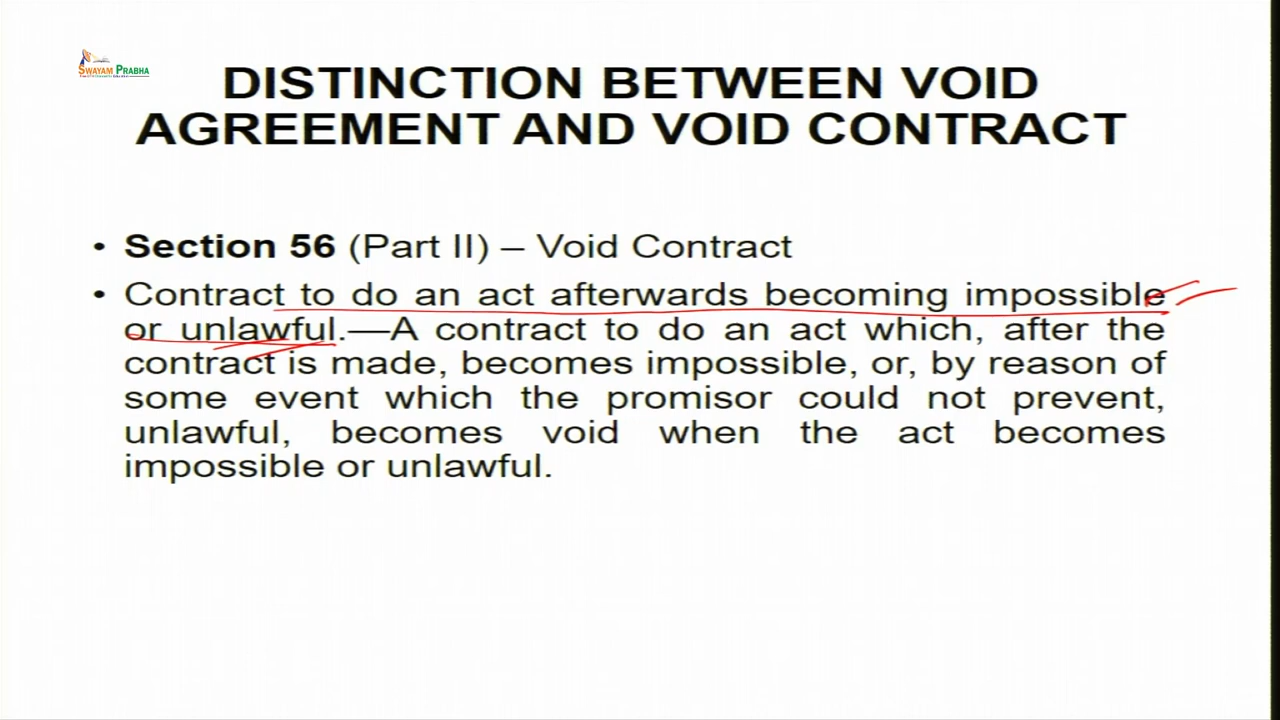 SWAYAM PRABHA
DISTINCTION BETWEEN VOID
AGREEMENT AND VOID CONTRACT
• Section 56 (Part II) – Void Contract
• Contract to do an act afterwards becoming impossible
or unlawful.—A contract to do an act which, after the
contract is made, becomes impossible, or, by reason of
some event which the promisor could not prevent,
unlawful, becomes void when the act becomes
impossible or unlawful.